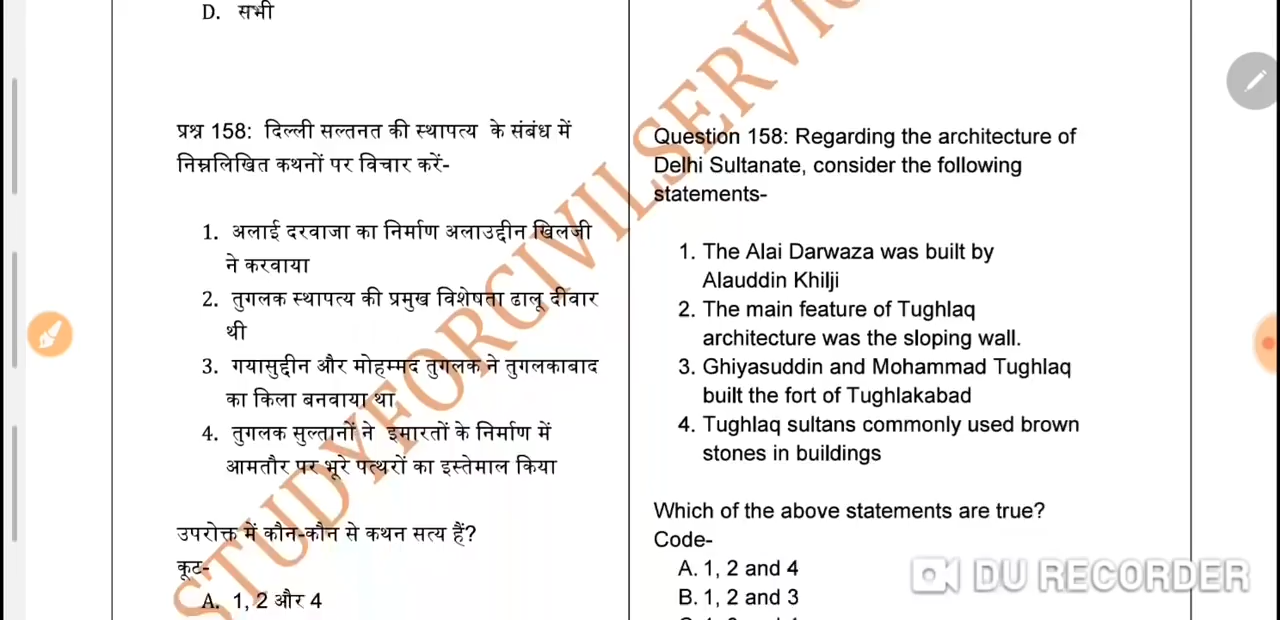 D. सभी
प्रश्न 158: दिल्ली सल्तनत की स्थापत्य के संबंध में
निम्नलिखित कथनों पर विचार करें-
1. अलाई दरवाजा का निर्माण अलाउद्दीन खिलजी
ने करवाया
2. तुगलक स्थापत्य की प्रमुख विशेषता ढालू दीवार
थी
3. गयासुद्दीन और मोहम्मद तुगलक ने तुगलकाबाद
का किला बनवाया था
4. तुगलक सुल्तानों ने इमारतों के निर्माण में
आमतौर पर भूरे पत्थरों का इस्तेमाल किया
उपरोक्त में कौन-कौन से कथन सत्य हैं?
कूट-
A. 1, 2 और 4
Question 158: Regarding the architecture of
Delhi Sultanate, consider the following
statements-
1. The Alai Darwaza was built by
Alauddin Khilji
2. The main feature of Tughlaq
architecture was the sloping wall.
3. Ghiyasuddin and Mohammad Tughlaq
built the fort of Tughlakabad
4. Tughlaq sultans commonly used brown
stones in buildings
Which of the above statements are true?
Code-
A. 1, 2 and 4
B. 1, 2 and 3
STUDYFORCIVILSERVIC
DU RECORDER